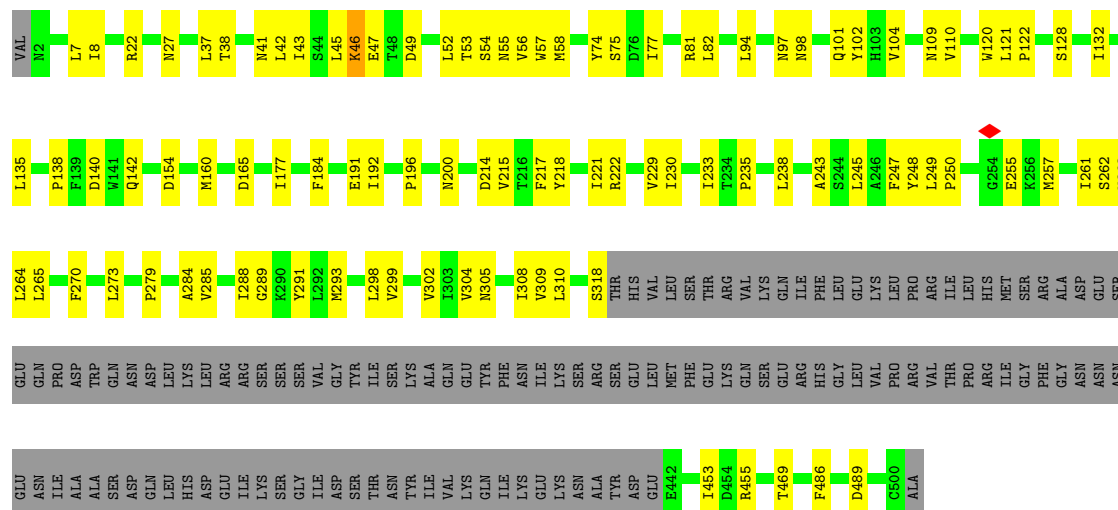 VAL N2 L7 I8 R22 N27 L37 T38 N41 L42 I43 S44 L45 K46 E47 T48 D49 L52 T53 S54 N55 V56 W57 M58 Y74 S75 D76 I77 R81 L82 L94 N97 N98 Q101 Y102 H103 V104 N109 V110 W120 L121 P122 S128 I132
L135 P138 F139 D140 W141 Q142 D154 M160 D165 I177 F184 E191 I192 P196 N200 D214 V215 T216 F217 Y218 I221 R222 V229 I230 I233 T234 P235 L238 A243 S244 L245 A246 F247 Y248 L249 P250 G254 E255 K256 M257 I261 S262
L264 L265 F270 L273 P279 A284 V285 I288 G289 K290 Y291 L292 M293 L298 V299 V302 I303 V304 N305 I308 V309 L310 S318 THR HIS VAL LEU SER THR ARG VAL LYS GLN ILE PHE LEU GLU LYS LEU PRO ARG ILE LEU HIS MET SER ARG ALA ASP GLU SER
GLU GLN PRO ASP TRP GLN ASN ASP LEU LYS LEU ARG ARG SER SER SER VAL GLY TYR ILE SER LYS ALA GLN GLU TYR PHE ASN ILE LYS SER ARG SER GLU LEU MET PHE GLU LYS GLN SER GLU ARG HIS GLY LEU VAL PRO ARG VAL THR PRO ARG ILE GLY PHE GLY ASN ASN ASN
GLU ASN ILE ALA ALA SER ASP GLN LEU HIS ASP GLU ILE LYS SER GLY ILE ASP SER THR ASN TYR ILE VAL LYS GLN ILE LYS GLU LYS ASN ALA TYR ASP GLU E442 I453 D454 R455 T469 F486 D489 C500 ALA